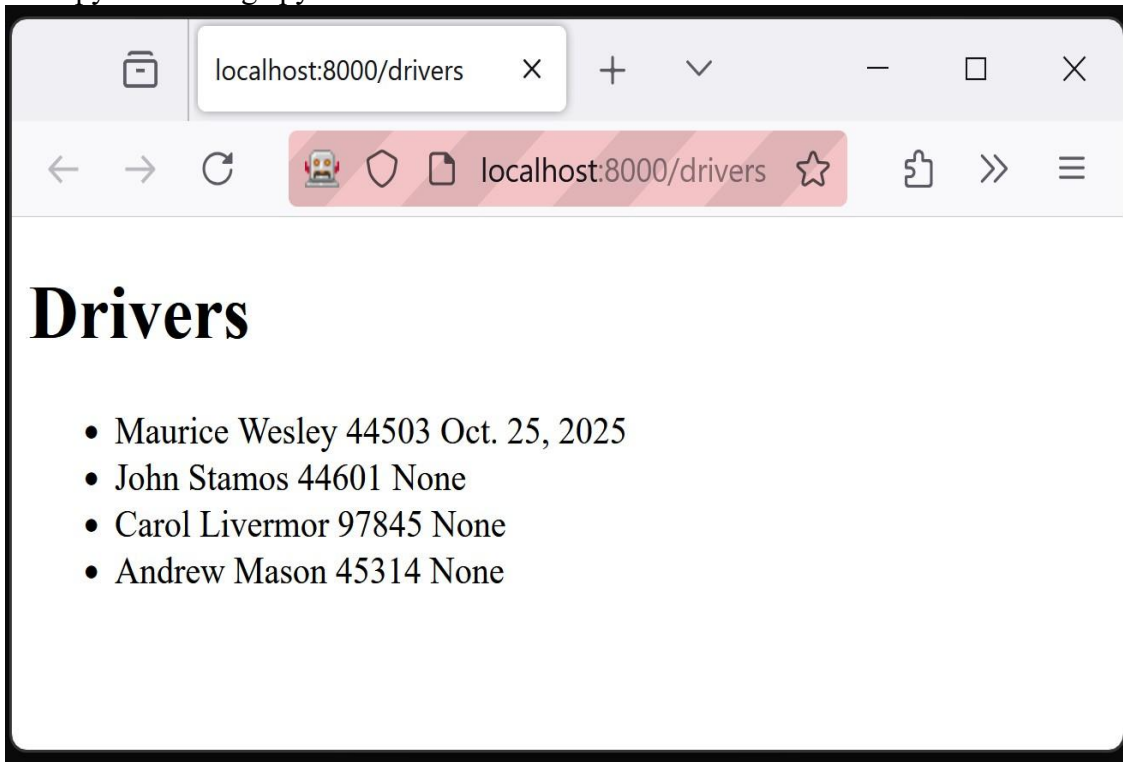 localhost:8000/drivers
localhost:8000/drivers
Drivers
• Maurice Wesley 44503 Oct. 25, 2025
• John Stamos 44601 None
• Carol Livermor 97845 None
• Andrew Mason 45314 None